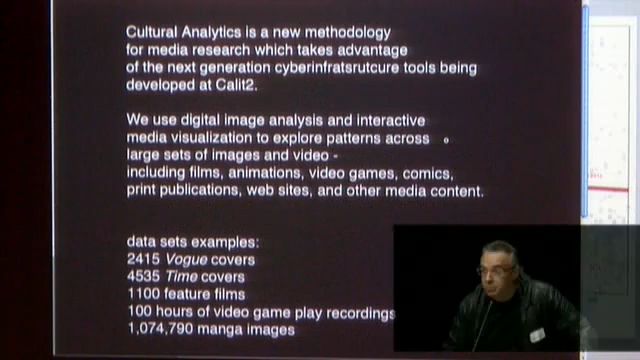 Cultural Analytics is a new methodology
for media research which takes advantage
of the next generation cyberinfratsrutcure tools being
developed at Calit2.
We use digital image analysis and interactive
media visualization to explore patterns across
large sets of images and video -
including films, animations, video games, comics,
print publications, web sites, and other media content.
data sets examples:
2415 Vogue covers
4535 Time covers
1100 feature films
100 hours of video game play recordings
1,074,790 manga images